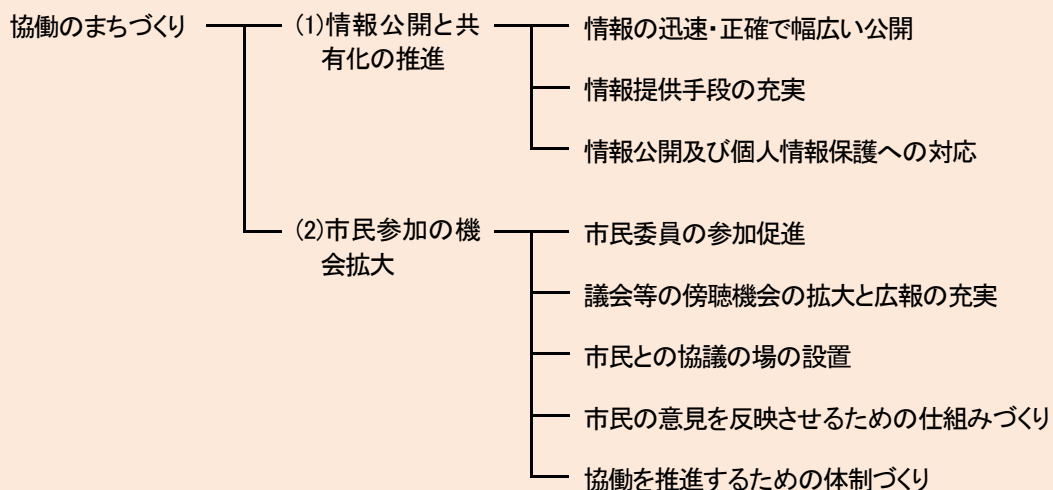 協働のまちづくり
(1)情報公開と共
有化の推進
情報の迅速・正確で幅広い公開
情報提供手段の充実
情報公開及び個人情報保護への対応
(2)市民参加の機
会拡大
市民委員の参加促進
議会等の傍聴機会の拡大と広報の充実
市民との協議の場の設置
市民の意見を反映させるための仕組みづくり
協働を推進するための体制づくり